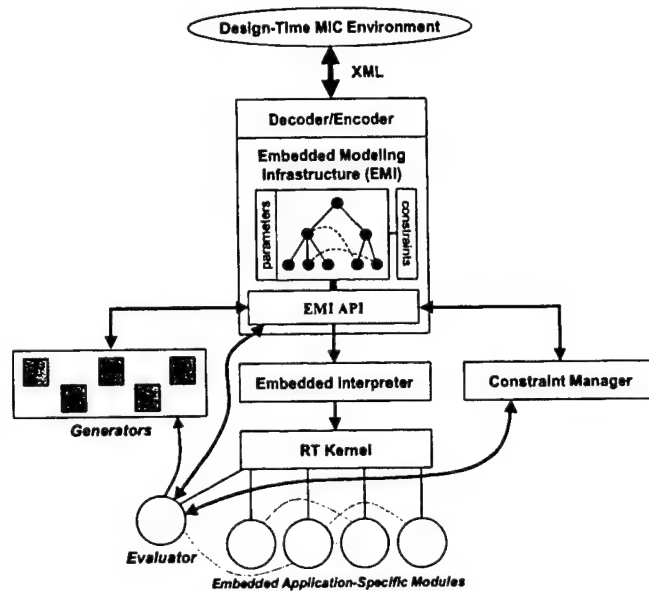 Design-Time MIC Environment
XML
Decoder/Encoder
Embedded Modeling
Infrastructure (EMI)
parameters
constraints
EMI API
Generators
Embedded Interpreter
Constraint Manager
RT Kernel
Evaluator
Embedded Application-Specific Modules